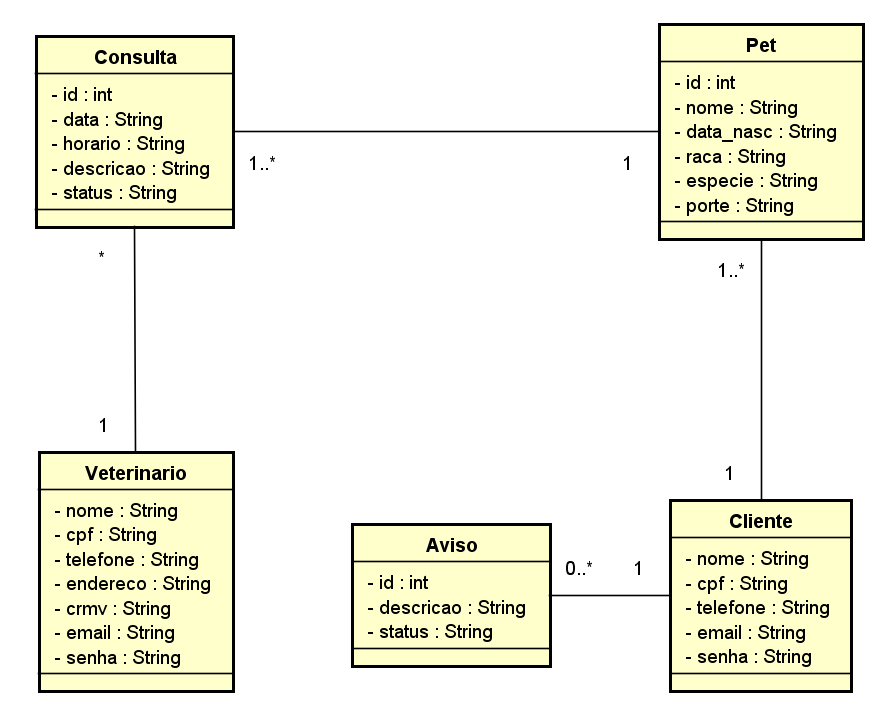 Consulta
- id : int
- data : String
- horario : String
- descricao : String
- status : String
1..*
1
Pet
- id : int
- nome : String
- data_nasc : String
- raca : String
- especie : String
- porte : String
*
1
1..*
1
Veterinario
- nome : String
- cpf : String
- telefone : String
- endereco : String
- crmv : String
- email : String
- senha : String
Aviso
- id : int
- descricao : String
- status : String
0..*
1
Cliente
- nome : String
- cpf : String
- telefone : String
- email : String
- senha : String